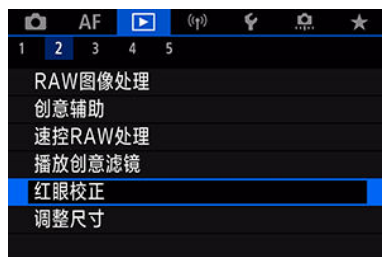 AF
1 2 3 4 5
RAW图像处理
创意辅助
速控RAW处理
播放创意滤镜
红眼校正
调整尺寸